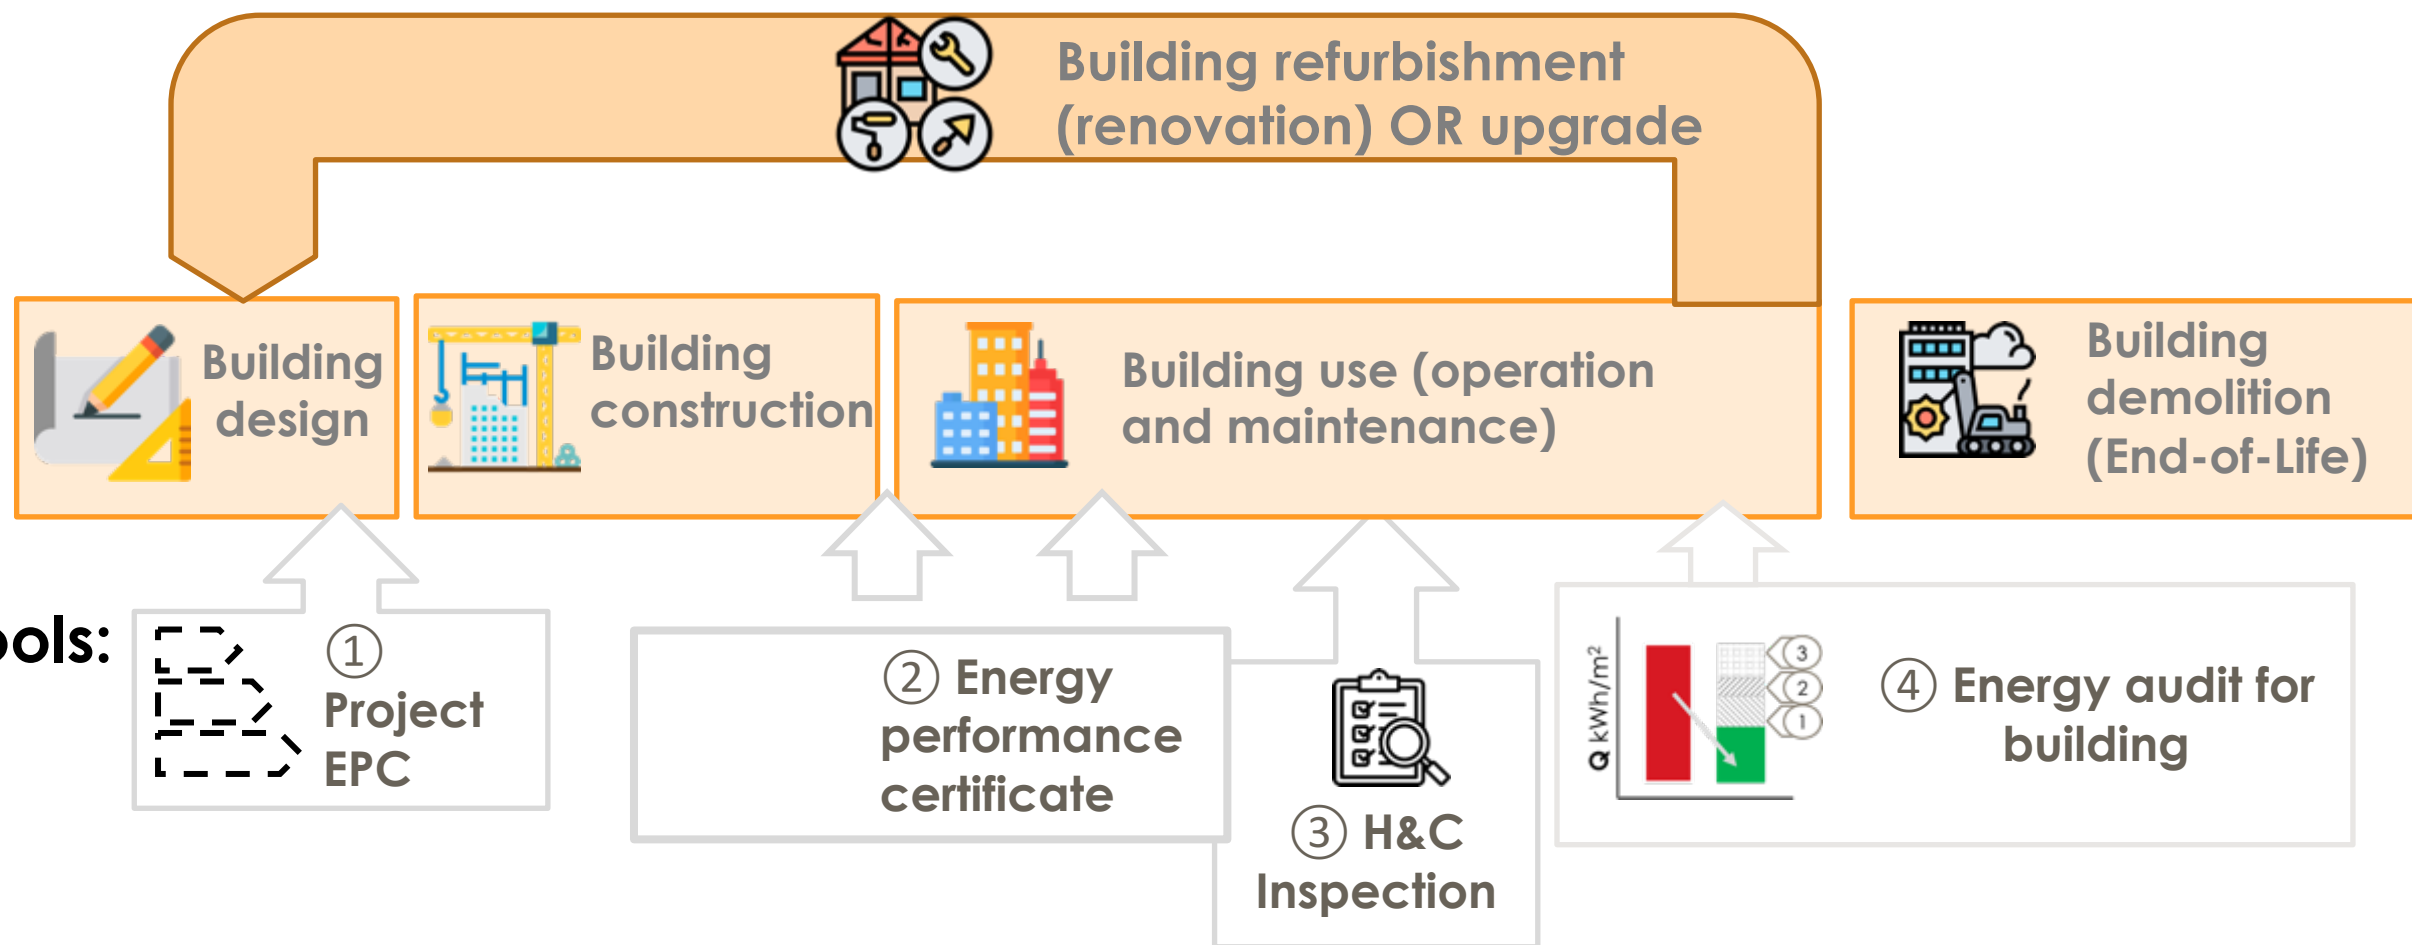 Building refurbishment
(renovation) OR upgrade
Building
design
Building
construction
Building use (operation
and maintenance)
Building
demolition
(End-of-Life)
ools:
①
Project
EPC
② Energy
performance
certificate
③ H&C
Inspection
Q kWh/m²
3
2
1
④ Energy audit for
building